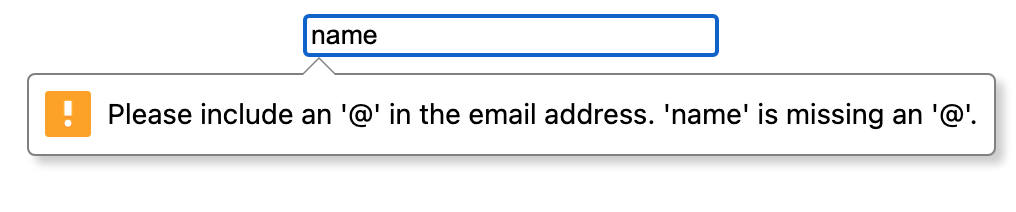 name
Please include an '@' in the email address. 'name' is missing an '@'.